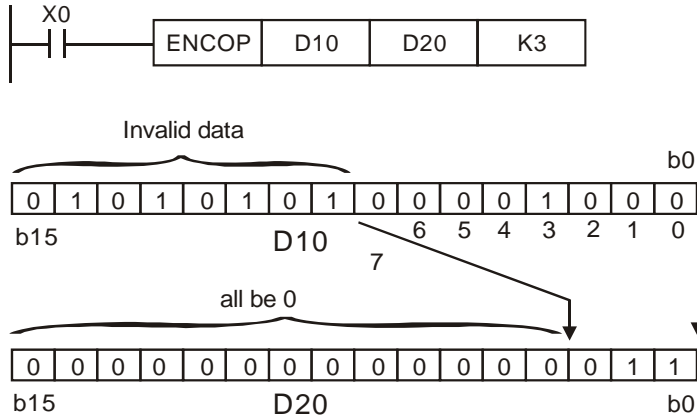 X0
ENCOP D10 D20 K3
Invalid data
b0
0 1 0 1 0 1 0 1 0 0 0 0 1 0 0 0
b15 D10 7 6 5 4 3 2 1 0
all be 0
0 0 0 0 0 0 0 0 0 0 0 0 0 0 1 1
b15 D20 b0